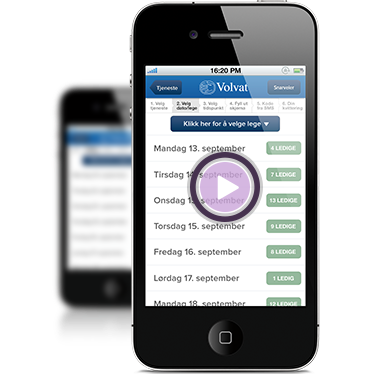 16:20 PM
Tjeneste Volvat Snarveier
1. Velg tjeneste 2. Velg dato/lege 3. Velg tidspunkt 4. Fyll ut skjema 5. Kode fra SMS 6. Din
Klikk her for å velge lege
Mandag 13. september 4 LEDIGE
Tirsdag 14. september 7 LEDIGE
Onsdag 15. september 13 LEDIGE
Torsdag 15. september 9 LEDIGE
Fredag 16. september 6 LEDIGE
Lørdag 17. september 1 LEDIG
Mandag 18. september 12 LEDIGE